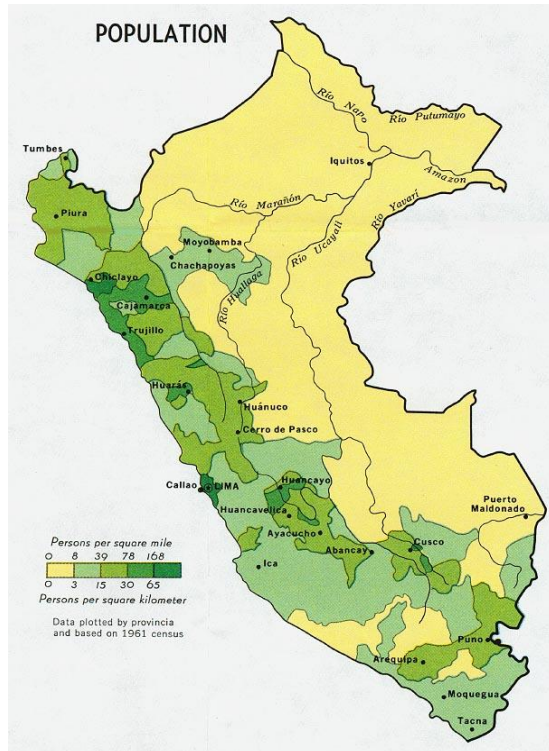 POPULATION
Río Napo
Río Putumayo
Tumbes
Iquitos
Amazon
Río Marañón
Río Yavarí
Piura
Moyobamba
Río Ucayali
Chachapoyas
Río Huallaga
Chiclayo
Cajamarca
Trujillo
Huarás
Huánuco
Cerro de Pasco
Callao
LIMA
Huancayo
Puerto
Maldonado
Huancavelica
Ayacucho
Cusco
Abancay
Ica
Persons per square mile
0 8 39 78 168
0 3 15 30 65
Persons per square kilometer
Data plotted by provincia
and based on 1961 census
Puno
Arequipa
Moquegua
Tacna